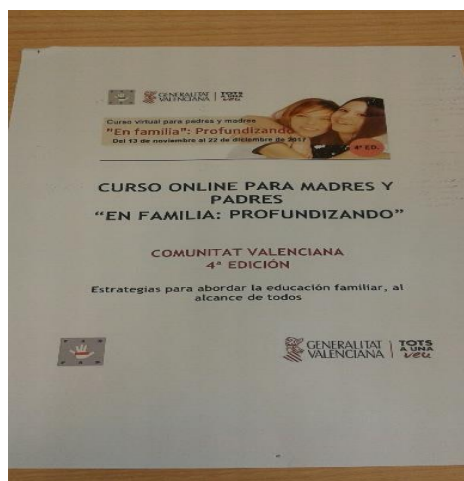 GENERALITAT
VALENCIANA
TOTS
A UNA
veu
Curso virtual para padres y madres
"En familia": Profundizando
Del 13 de noviembre al 22 de diciembre de 2017
4ª ED.
CURSO ONLINE PARA MADRES Y
PADRES
“EN FAMILIA: PROFUNDIZANDO”
COMUNITAT VALENCIANA
4ª EDICIÓN
Estrategias para abordar la educación familiar, al
alcance de todos
GENERALITAT
VALENCIANA
TOTS
A UNA
veu